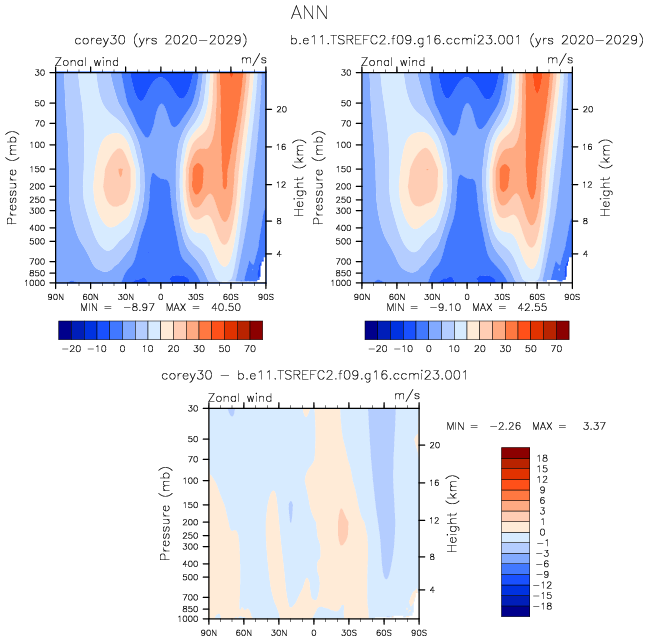 ANN
corey30 (yrs 2020-2029)
b.e11.TSREFC2.f09.g16.ccmi23.001 (yrs 2020-2029)
Zonal wind
m/s
Zonal wind
m/s
Pressure (mb)
30
50
70
100
150
200
250
300
400
500
700
850
1000
20
16
12
8
4
Height (km)
90N 60N 30N 0 30S 60S 90S
MIN = -8.97 MAX = 40.50
-20 -10 0 10 20 30 50 70
Pressure (mb)
30
50
70
100
150
200
250
300
400
500
700
850
1000
20
16
12
8
4
Height (km)
90N 60N 30N 0 30S 60S 90S
MIN = -9.10 MAX = 42.55
-20 -10 0 10 20 30 50 70
corey30 - b.e11.TSREFC2.f09.g16.ccmi23.001
Zonal wind
m/s
Pressure (mb)
30
50
70
100
150
200
250
300
400
500
700
850
1000
20
16
12
8
4
Height (km)
90N 60N 30N 0 30S 60S 90S
MIN = -2.26 MAX = 3.37
18
15
12
9
6
3
1
0
-1
-3
-6
-9
-12
-15
-18